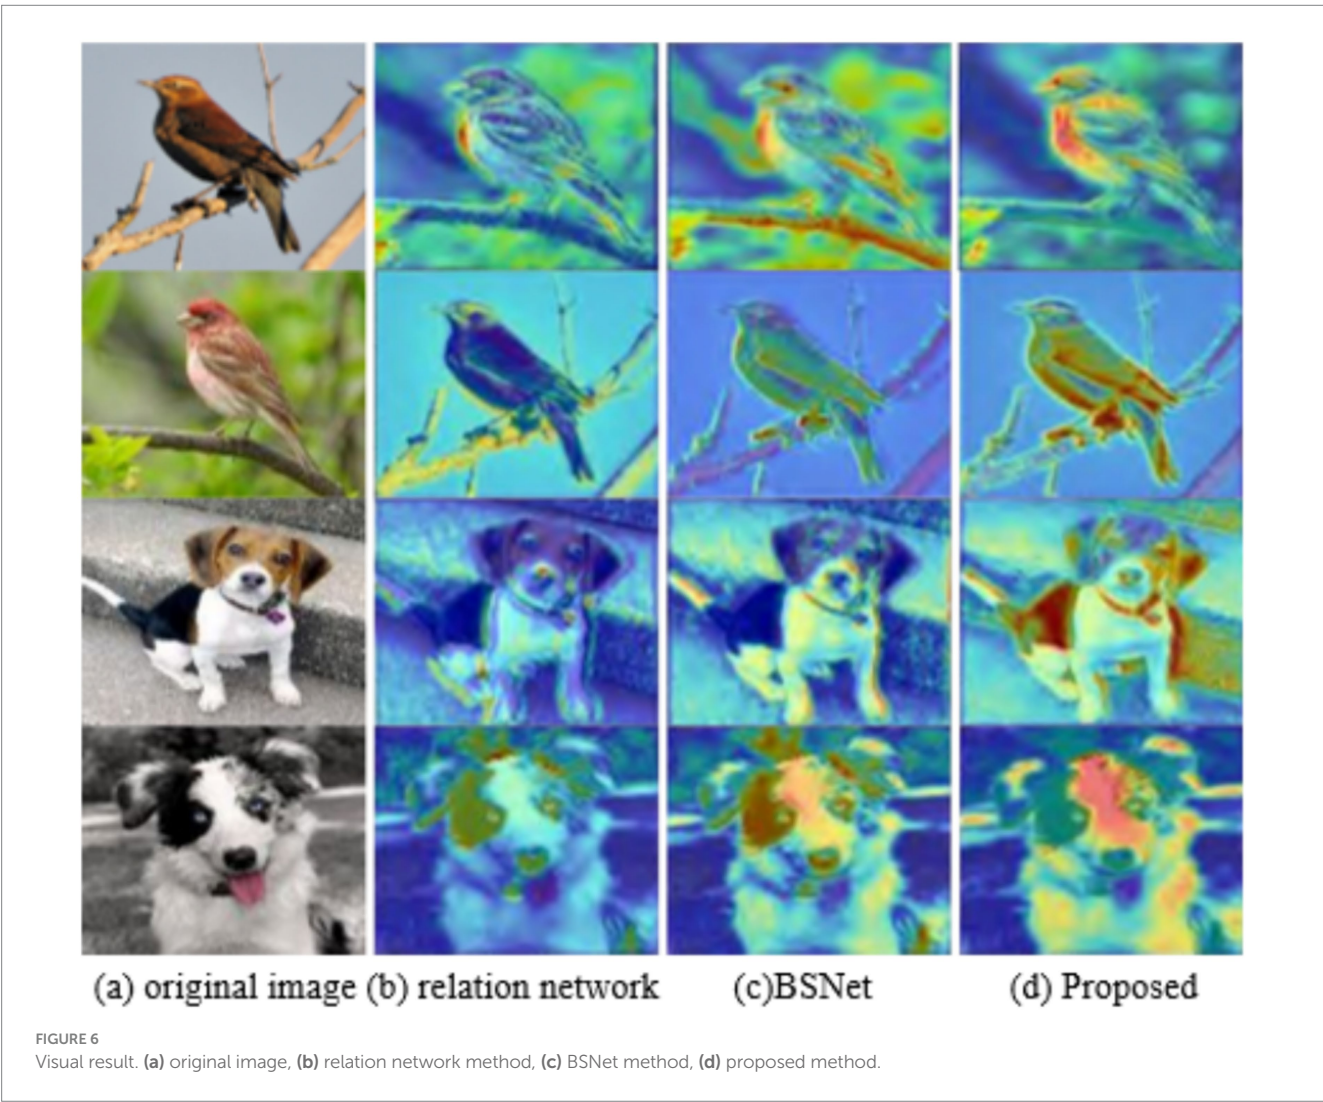 (a) original image (b) relation network (c)BSNet (d) Proposed
FIGURE 6
Visual result. (a) original image, (b) relation network method, (c) BSNet method, (d) proposed method.